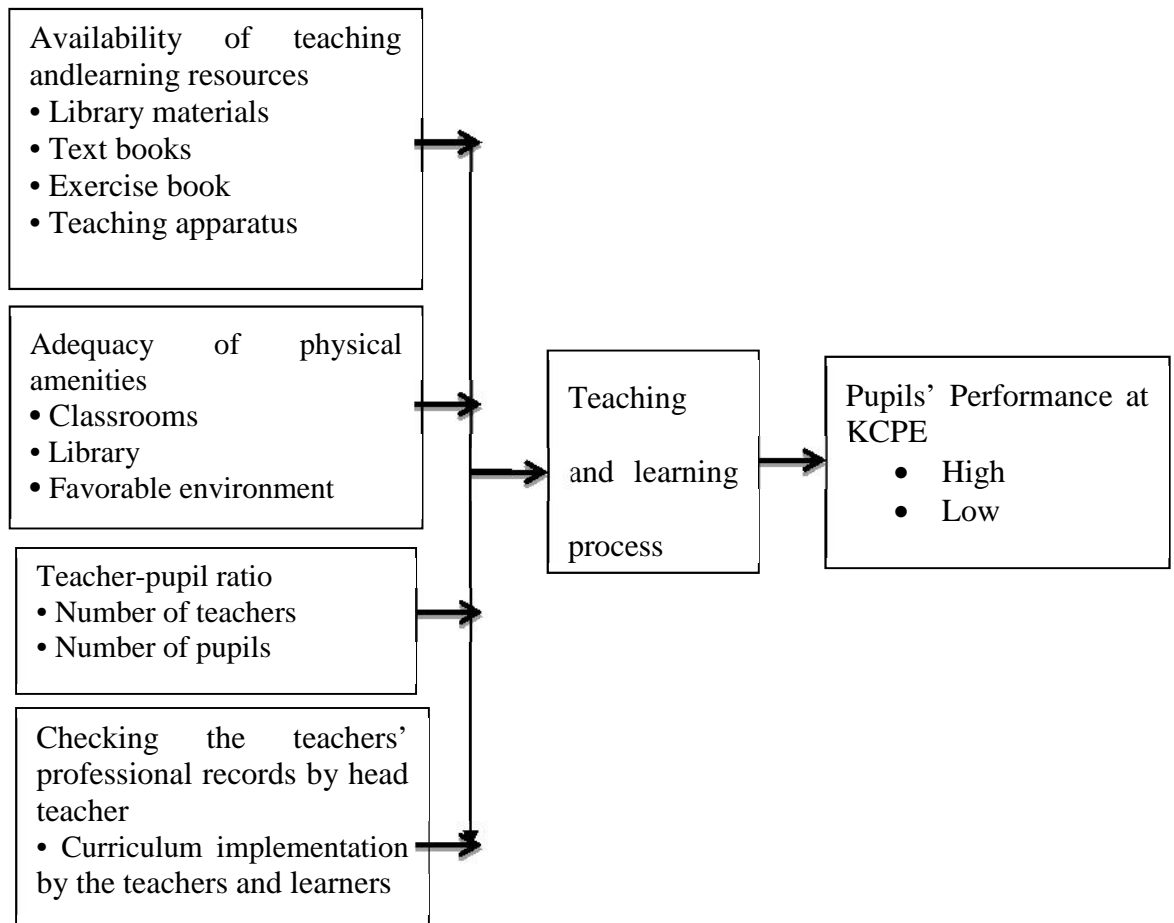 Availability of teaching
andlearning resources
• Library materials
• Text books
• Exercise book
• Teaching apparatus
Adequacy of physical
amenities
• Classrooms
• Library
• Favorable environment
Teacher-pupil ratio
• Number of teachers
• Number of pupils
Checking the teachers’
professional records by head
teacher
• Curriculum implementation
by the teachers and learners
Teaching
and learning
process
Pupils’ Performance at
KCPE
• High
• Low